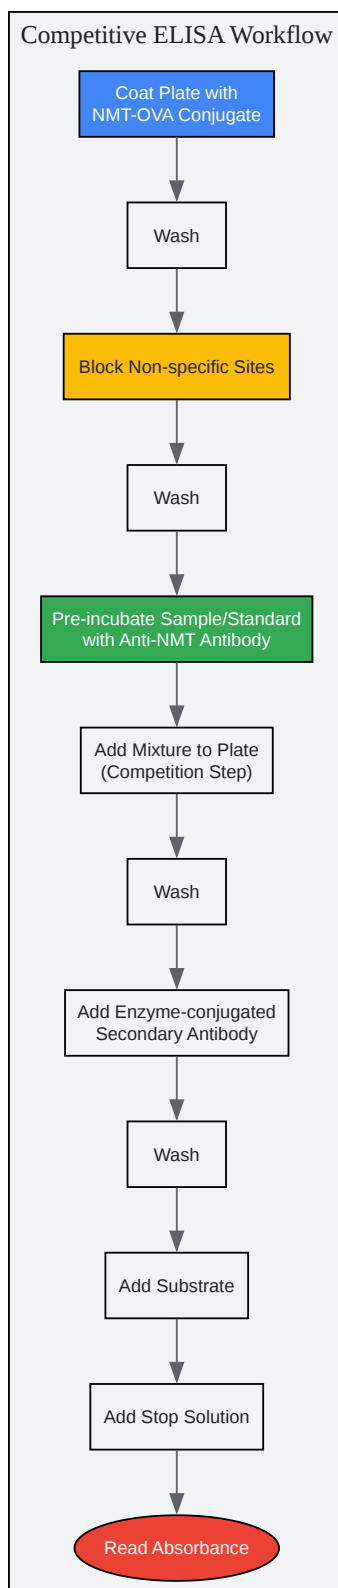 Competitive ELISA Workflow
Coat Plate with
NMT-OVA Conjugate
Wash
Block Non-specific Sites
Wash
Pre-incubate Sample/Standard
with Anti-NMT Antibody
Add Mixture to Plate
(Competition Step)
Wash
Add Enzyme-conjugated
Secondary Antibody
Wash
Add Substrate
Add Stop Solution
Read Absorbance